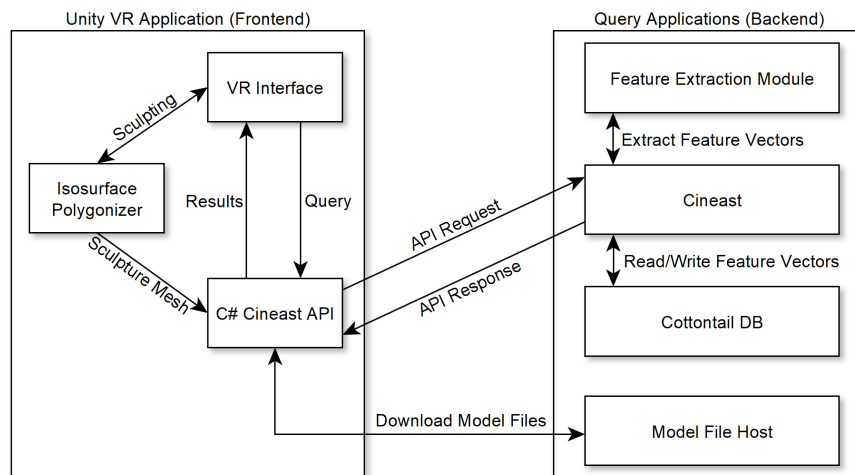 Unity VR Application (Frontend)
Query Applications (Backend)
VR Interface
Feature Extraction Module
Sculpting
Extract Feature Vectors
Isosurface
Polygonizer
Results
Query
Cineast
API Request
Sculpture Mesh
Read/Write Feature Vectors
API Response
C# Cineast API
Cottontail DB
Download Model Files
Model File Host